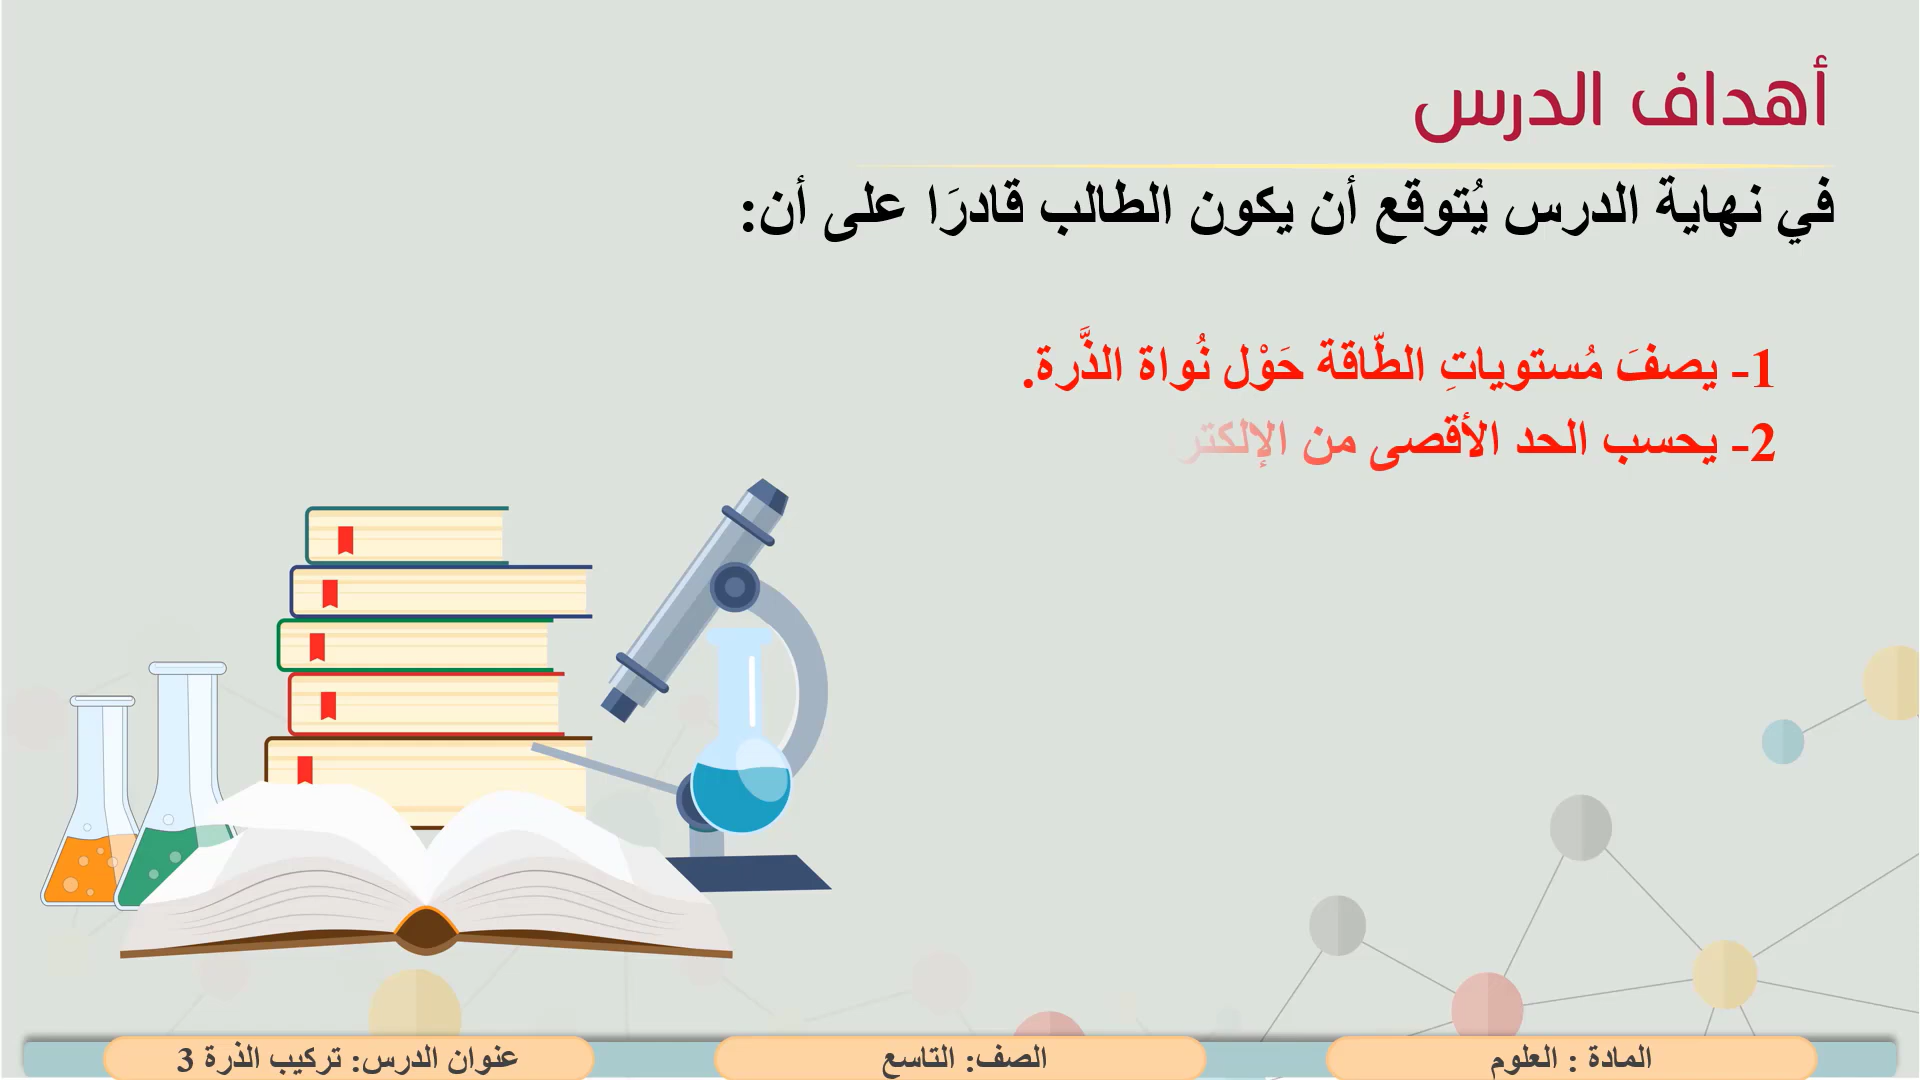 أهداف الدرس
في نهاية الدرس يُتوقع أن يكون الطالب قادرَا على أن:
1- يصفَ مُستوياتِ الطّاقة حَوْل نُواة الذَّرة.
2- يحسب الحد الأقصى من
المادة : العلوم
الصف: التاسع
عنوان الدرس: تركيب الذرة 3